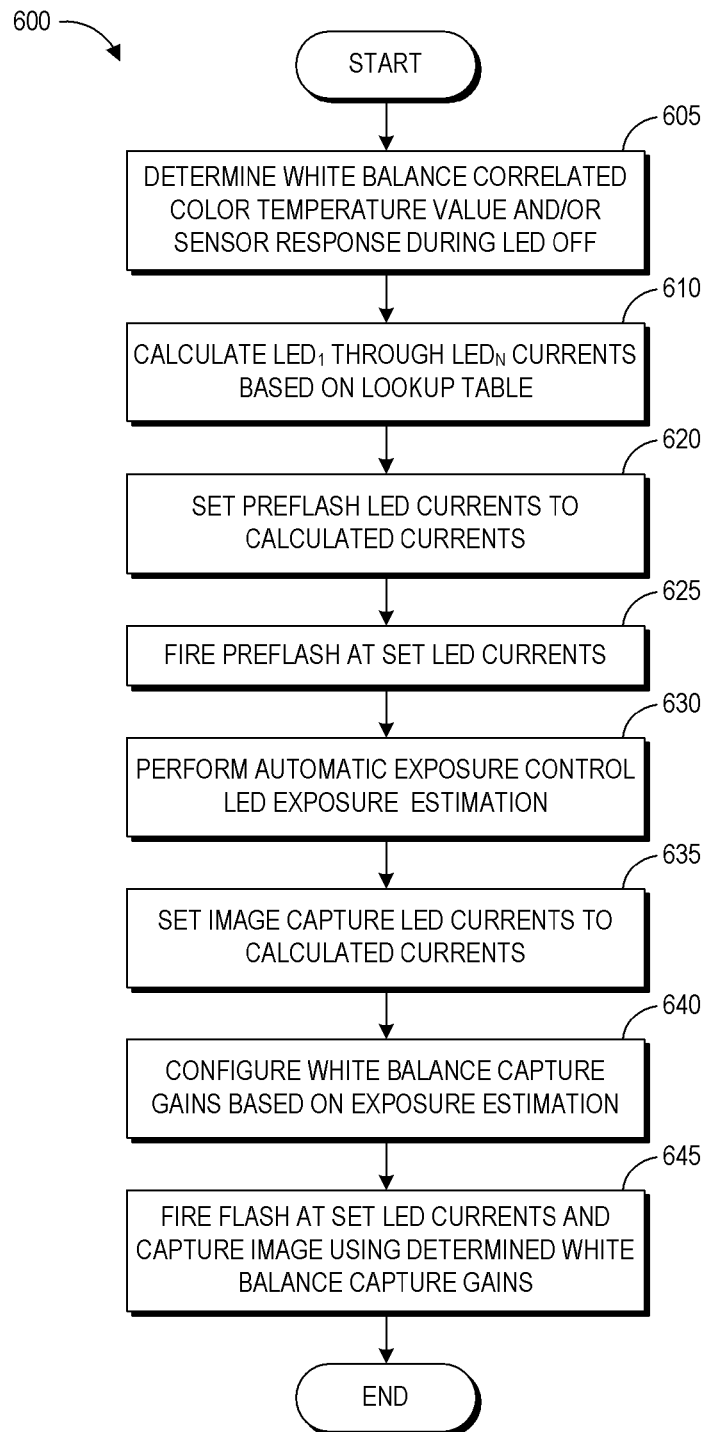 600
START
605
DETERMINE WHITE BALANCE CORRELATED
COLOR TEMPERATURE VALUE AND/OR
SENSOR RESPONSE DURING LED OFF
610
CALCULATE LED₁ THROUGH LEDN CURRENTS
BASED ON LOOKUP TABLE
620
SET PREFLASH LED CURRENTS TO
CALCULATED CURRENTS
625
FIRE PREFLASH AT SET LED CURRENTS
630
PERFORM AUTOMATIC EXPOSURE CONTROL
LED EXPOSURE ESTIMATION
635
SET IMAGE CAPTURE LED CURRENTS TO
CALCULATED CURRENTS
640
CONFIGURE WHITE BALANCE CAPTURE
GAINS BASED ON EXPOSURE ESTIMATION
645
FIRE FLASH AT SET LED CURRENTS AND
CAPTURE IMAGE USING DETERMINED WHITE
BALANCE CAPTURE GAINS
END